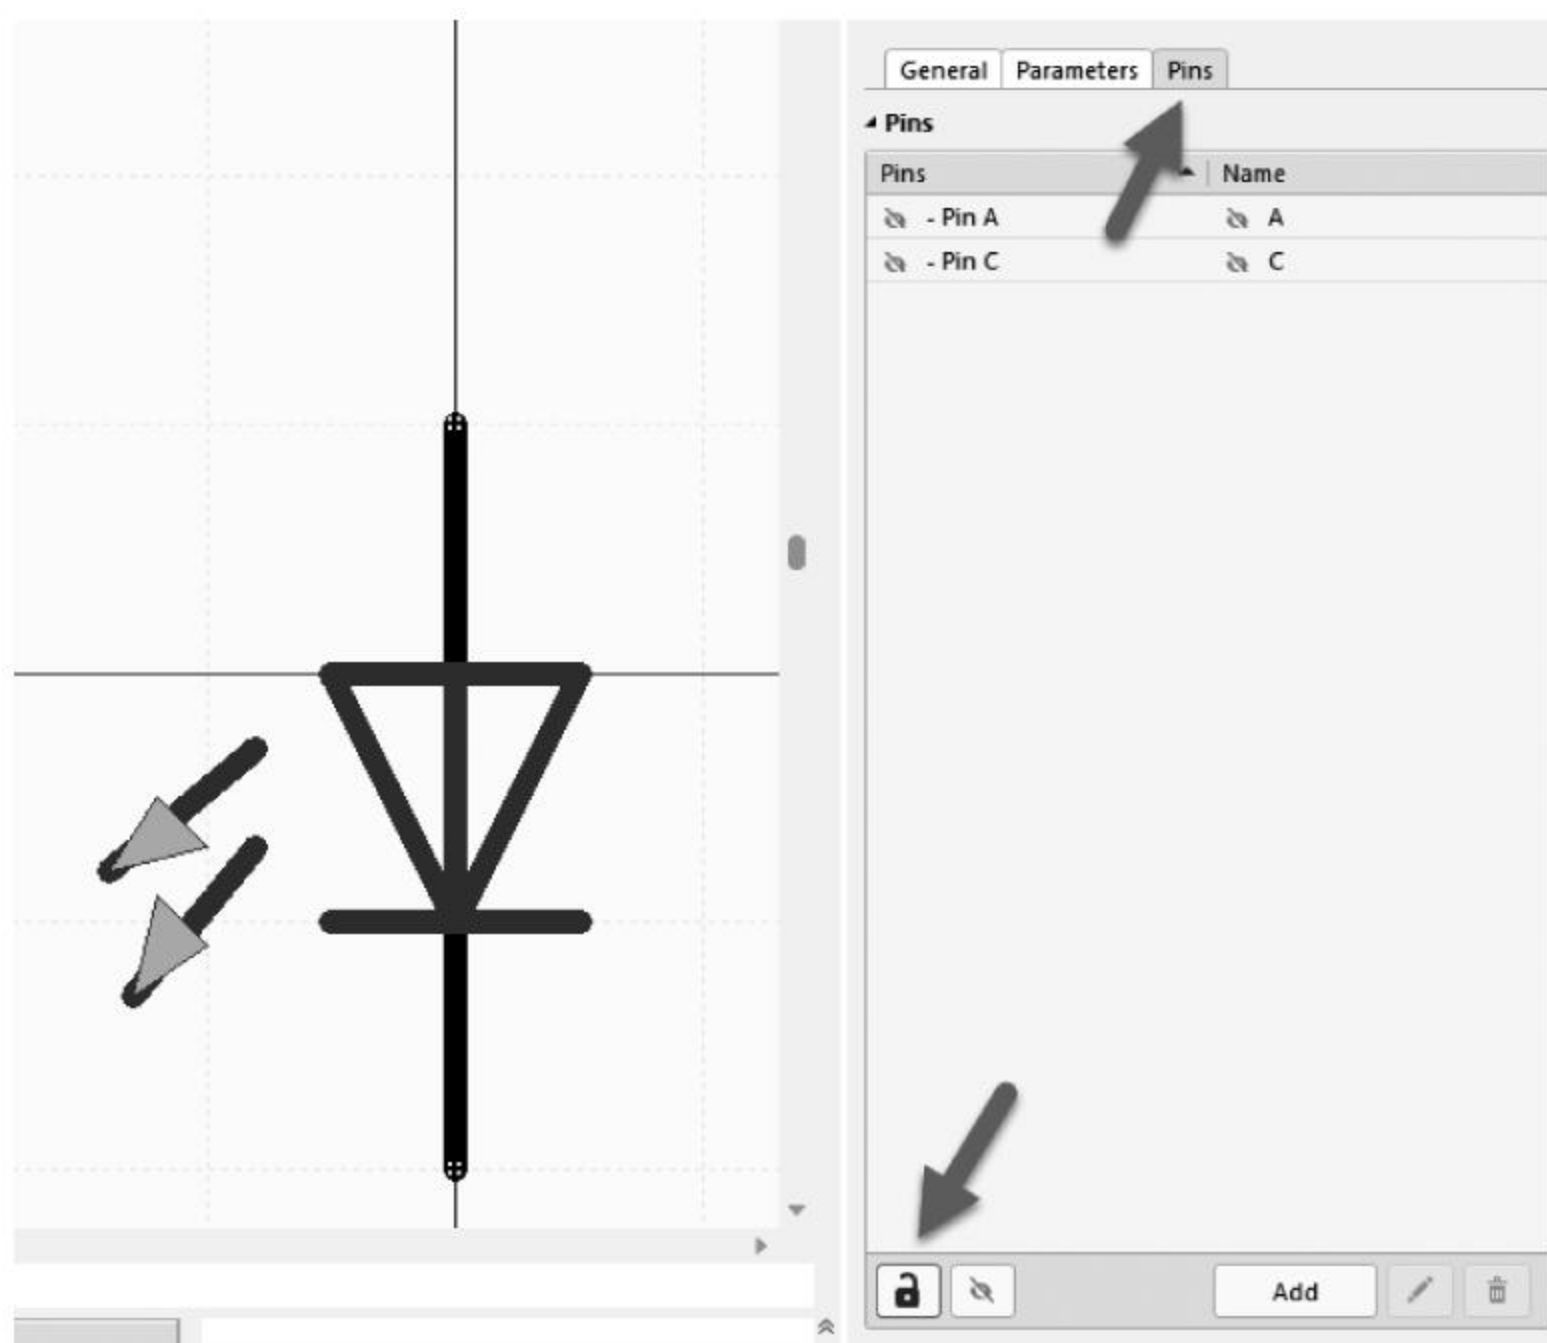 General Parameters Pins
Pins
Pins Name
- Pin A A
- Pin C C
Add